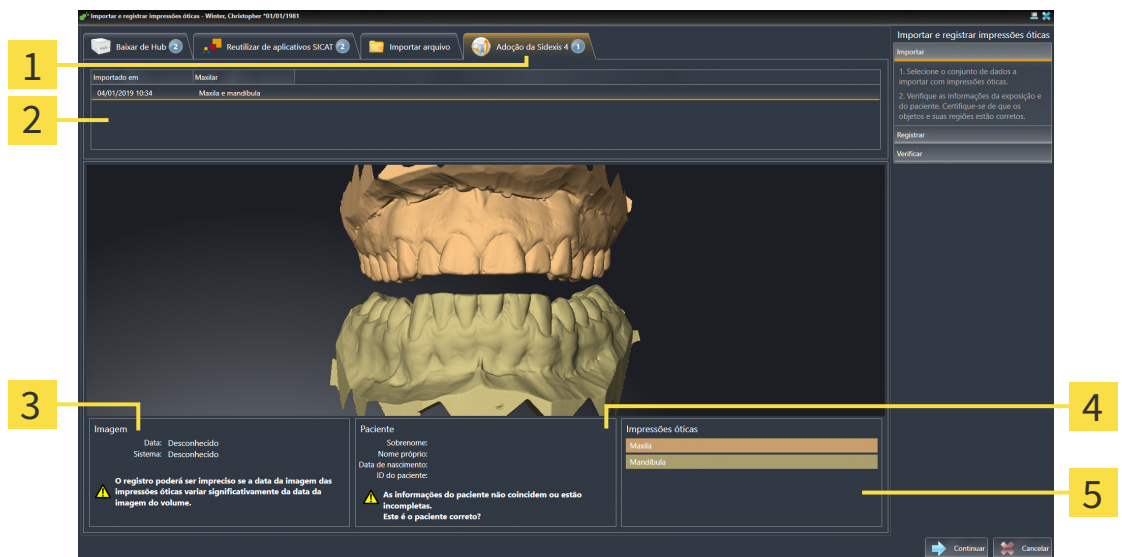 Importar e registrar impressões óticas - Winter, Christopher *01/01/1981
Baixar de Hub 2
Reutilizar de aplicativos SICAT 2
Importar arquivo
Adoção da Sidexis 4 1
Importado em Maxilar
04/01/2019 10:34 Maxila e mandíbula
Importar e registrar impressões óticas
Importar
1. Selecione o conjunto de dados a
importar com impressões óticas.
2. Verifique as informações da exposição e
do paciente. Certifique-se de que os
objetos e suas regiões estão corretos.
Registrar
Verificar
1
2
3
4
5
Imagem
Data: Desconhecido
Sistema: Desconhecido
O registro poderá ser impreciso se a data da imagem das
impressões óticas variar significativamente da data da
imagem do volume.
Paciente
Sobrenome:
Nome próprio:
Data de nascimento:
ID do paciente:
As informações do paciente não coincidem ou estão
incompletas.
Este é o paciente correto?
Impressões óticas
Maxila
Mandíbula
Continuar
Cancelar